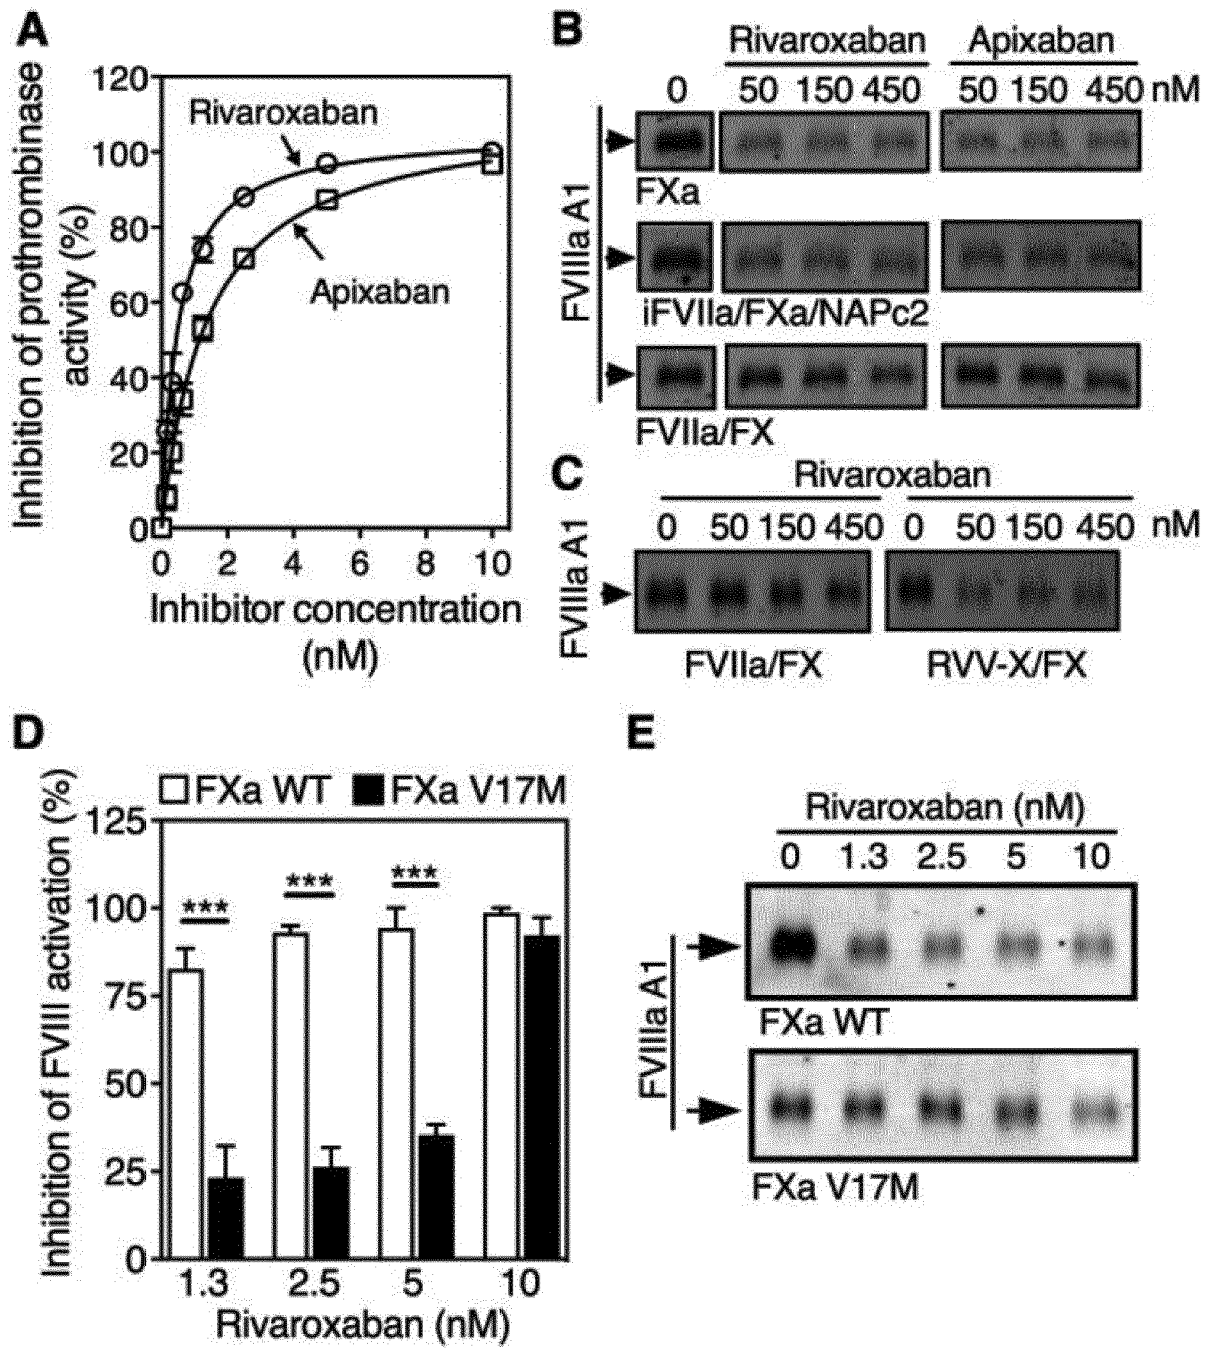 A
Inhibition of prothrombinase
activity (%)
120
100
80
60
40
20
0
Rivaroxaban
Apixaban
0 2 4 6 8 10
Inhibitor concentration
(nM)
B
Rivaroxaban Apixaban
0 50 150 450 50 150 450 nM
FVIIIa A1
FXa
iFVIIa/FXa/NAPc2
FVIIa/FX
C
Rivaroxaban
0 50 150 450 0 50 150 450 nM
FVIIIa A1
FVIIa/FX RVV-X/FX
D
FXa WT FXa V17M
Inhibition of FVIII activation (%)
125
100
75
50
25
0
*** *** ***
1.3 2.5 5 10
Rivaroxaban (nM)
E
Rivaroxaban (nM)
0 1.3 2.5 5 10
FVIIIa A1
FXa WT
FXa V17M